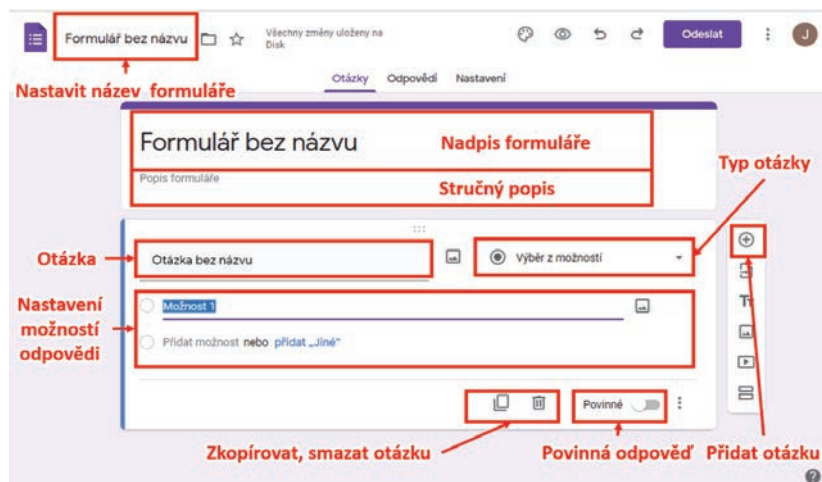 Formulář bez názvu
Všechny změny uloženy na
Disk
Odeslat
J
Nastavit název formuláře
Otázky Odpovědi Nastavení
Formulář bez názvu
Nadpis formuláře
Popis formuláře
Stručný popis
Typ otázky
Otázka
Otázka bez názvu
Výběr z možností
Nastavení
možností
odpovědi
Možnost 1
Přidat možnost nebo přidat „Jiné"
Tт
Povinné
Zkopírovat, smazat otázku
Povinná odpověď
Přidat otázku